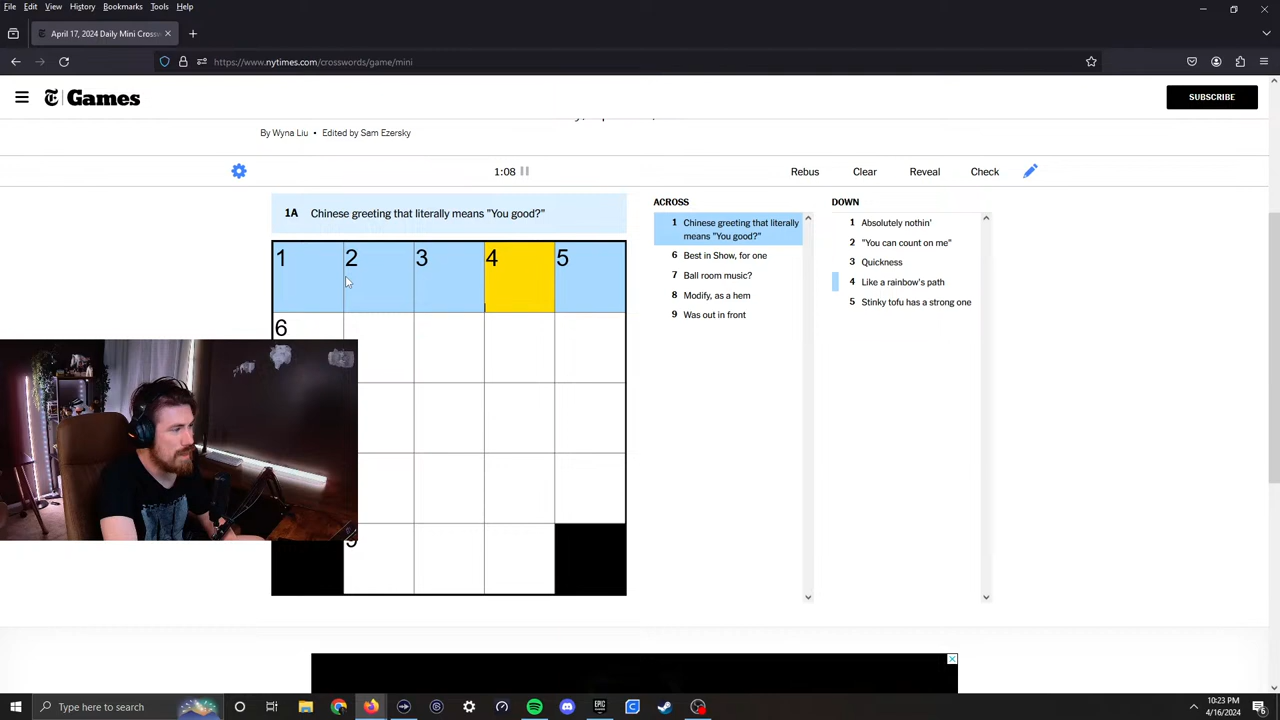 File Edit View History Bookmarks Tools Help
April 17, 2024 Daily Mini Crossw
https://www.nytimes.com/crosswords/game/mini
Games
SUBSCRIBE
By Wyna Liu • Edited by Sam Ezersky
1:08
Rebus Clear Reveal Check
1A Chinese greeting that literally means "You good?"
1 2 3 4 5
6
9
ACROSS
1 Chinese greeting that literally
means "You good?"
6 Best in Show, for one
7 Ball room music?
8 Modify, as a hem
9 Was out in front
DOWN
1 Absolutely nothin'
2 "You can count on me"
3 Quickness
4 Like a rainbow's path
5 Stinky tofu has a strong one
Type here to search
10:23 PM
4/16/2024